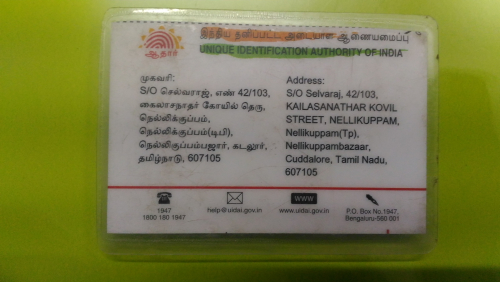 இந்திய தனிப்பட்ட அடையாள ஆணையமைப்பு
UNIQUE IDENTIFICATION AUTHORITY OF INDIA
ஆதார்
முகவரி:
S/O செல்வராஜ், எண் 42/103,
கைலாசநாதர் கோயில் தெரு,
நெல்லிக்குப்பம்,
நெல்லிக்குப்பம்(டிபி),
நெல்லிகுப்பம்பஜார், கடலூர்,
தமிழ்நாடு, 607105
Address:
S/O Selvaraj, 42/103,
KAILASANATHAR KOVIL
STREET, NELLIKUPPAM,
Nellikuppam(Tp),
Nellikuppambazaar,
Cuddalore, Tamil Nadu,
607105
1947
1800 180 1947
help@uidai.gov.in
WWW
www.uidai.gov.in
P.O. Box No.1947,
Bengaluru-560 001